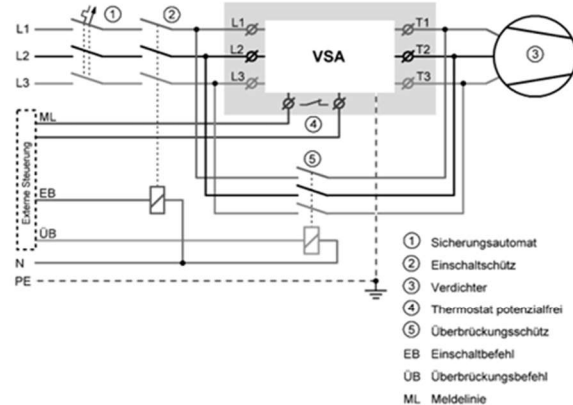 L1 ① ② L1 T1
L2 L2 VSA T2 ③
L3 L3 T3
ML ④
⑤
Externe Steuerung
EB
ÜB
N
PE
① Sicherungsautomat
② Einschaltschütz
③ Verdichter
④ Thermostat potenzialfrei
⑤ Überbrückungsschütz
EB Einschaltbefehl
ÜB Überbrückungsbefehl
ML Meldelinie